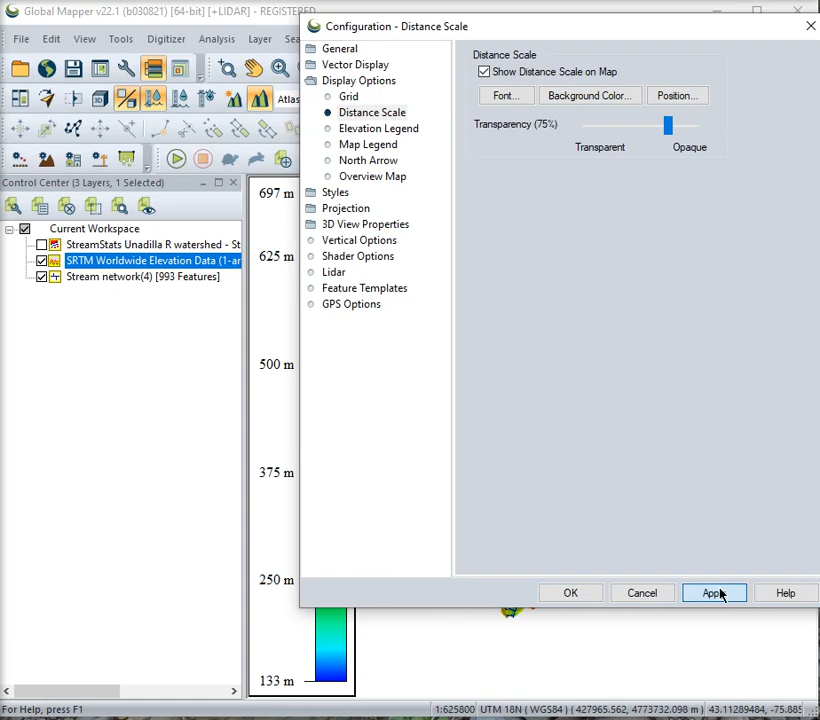 Global Mapper v22.1 (b030821) [64-bit] [+LIDAR] - REGISTERED
Configuration - Distance Scale
File Edit View Tools Digitizer Analysis Layer
Atlas
Control Center (3 Layers, 1 Selected)
Current Workspace
StreamStats Unadilla R watershed - St
SRTM Worldwide Elevation Data (1-ar
Stream network(4) [993 Features]
697 m
625 m
500 m
375 m
250 m
133 m
General
Vector Display
Display Options
Grid
Distance Scale
Elevation Legend
Map Legend
North Arrow
Overview Map
Styles
Projection
3D View Properties
Vertical Options
Shader Options
Lidar
Feature Templates
GPS Options
Distance Scale
Show Distance Scale on Map
Font... Background Color... Position...
Transparency (75%)
Transparent Opaque
OK Cancel Apply Help
For Help, press F1
1:625800 UTM 18N ( WGS84 ) ( 427965.562, 4773732.098 m ) 43.11289484, -75.885